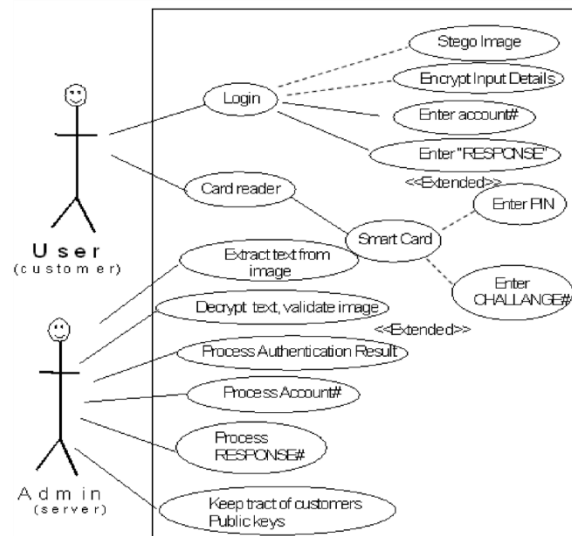 Stego Image
Encrypt Input Details
Login
Enter account#
Enter "RESPONSE"
<<Extended>>
Card reader
Enter PIN
User
(customer)
Smart Card
Extract text from
image
Enter
CHALLANGE#
Decrypt text, validate image
<<Extended>>
Process Authentication Result
Process Account#
Process
RESPONSE#
Admin
(server)
Keep tract of customers
Public keys